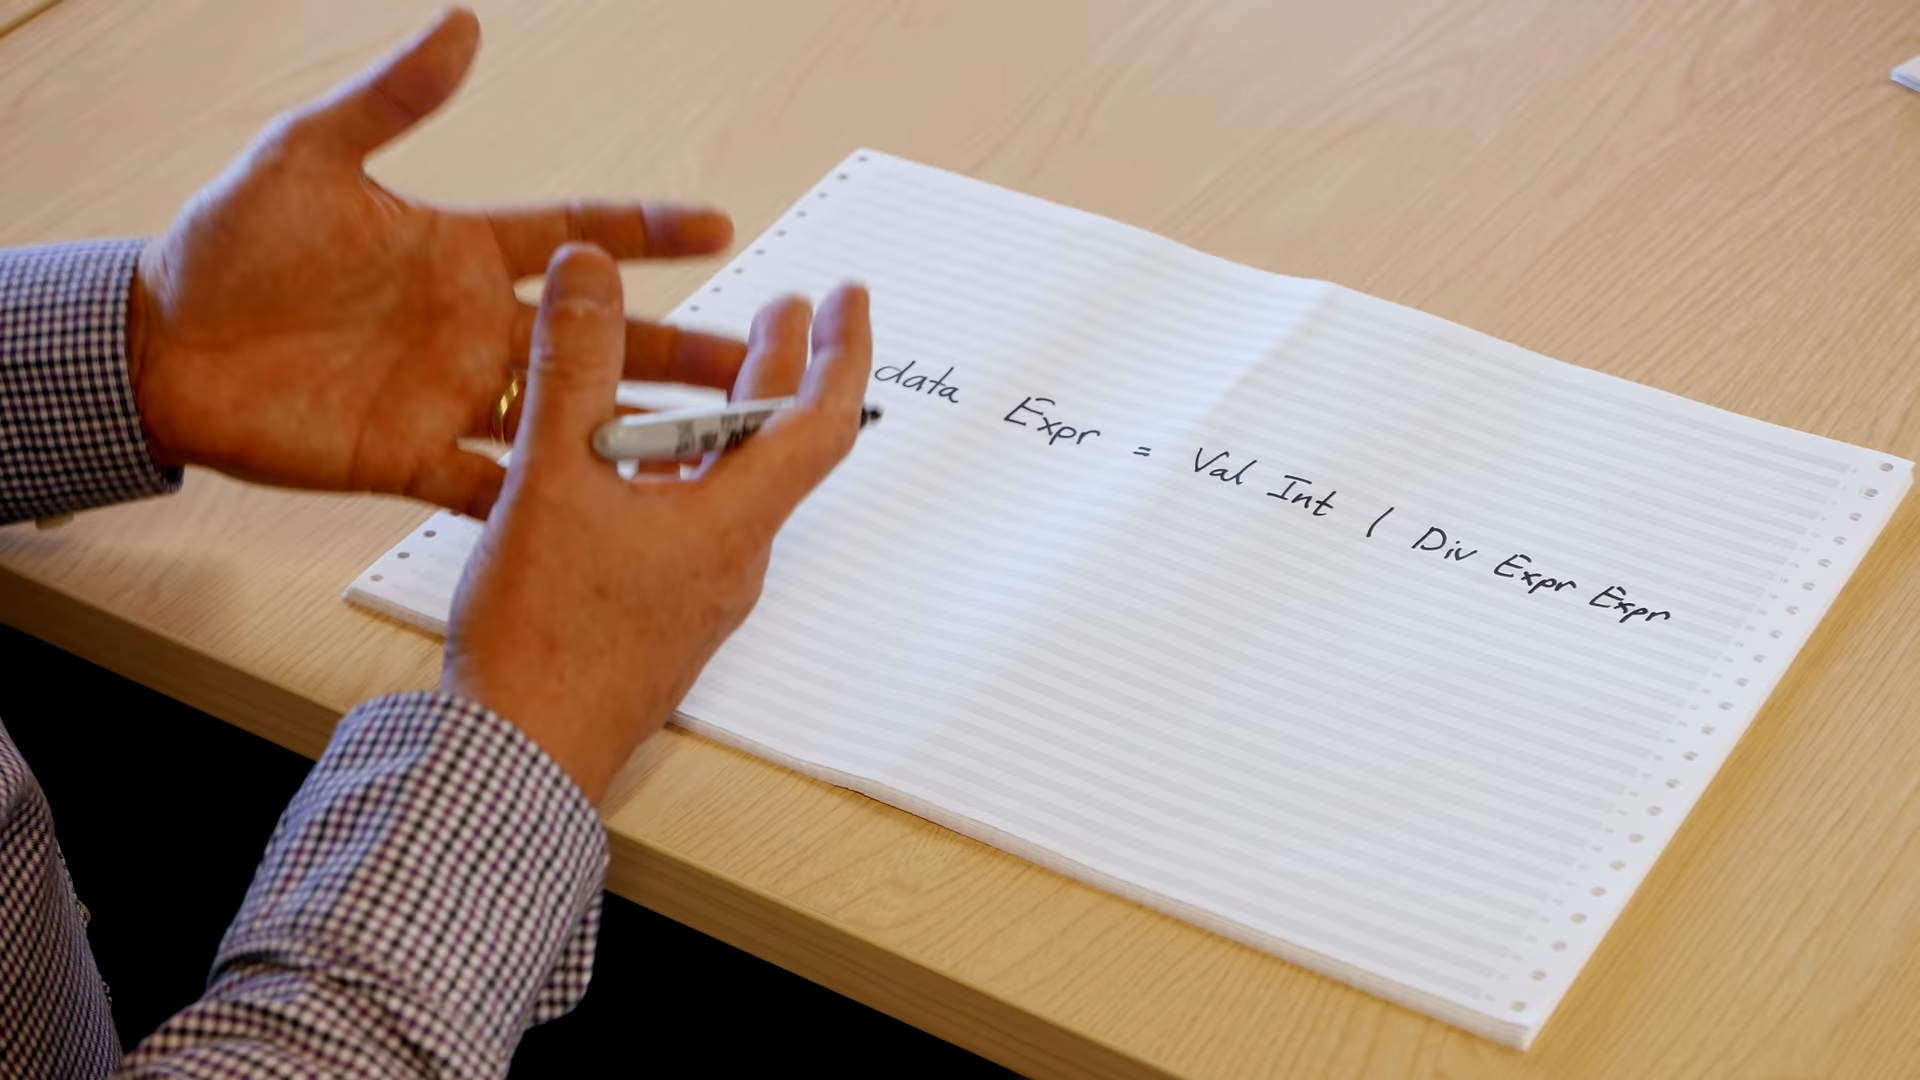 data Expr = Val Int | Div Expr Expr